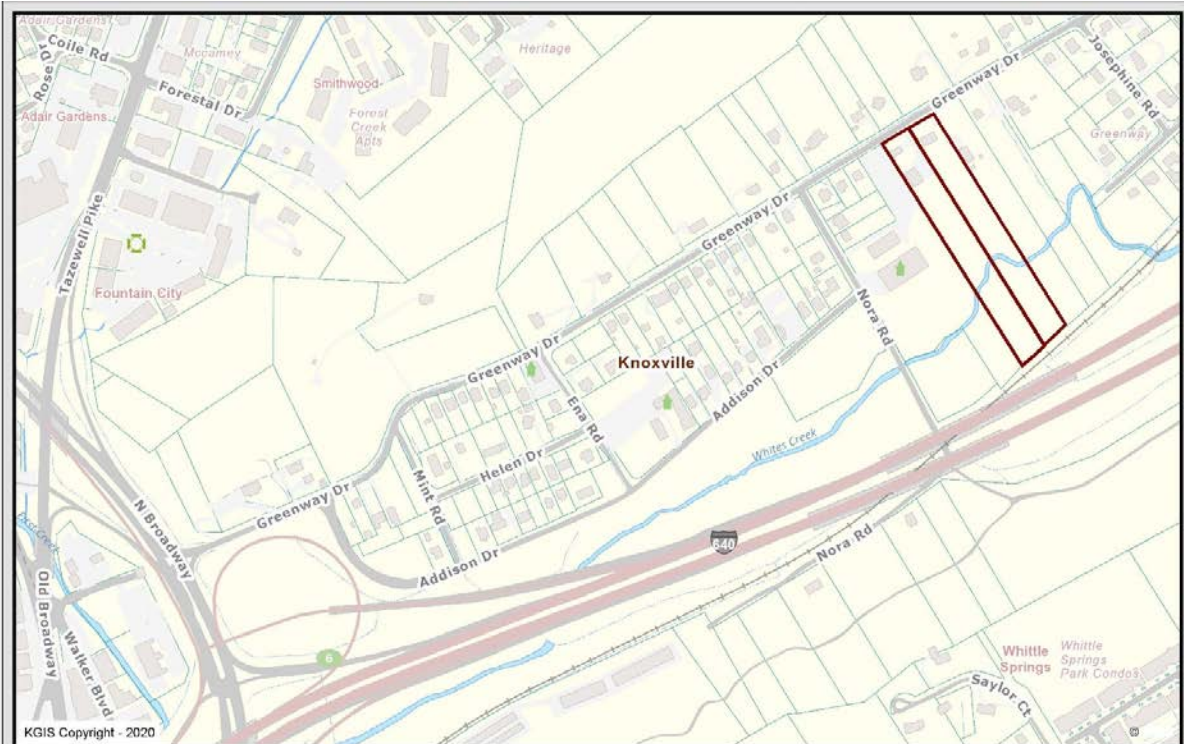 Adair Gardens
Coile Rd
Rose Dr
Mccamey
Heritage
Smithwood
Forestal Dr
Adair Gardens
Forest
Creek
Apts
Greenway Dr
Josephine Rd
Greenway
Tazewell Pike
Greenway Dr
Fountain City
Nora Rd
Knoxville
Greenway Dr
Ena Rd
Addison Dr
Whites Creek
Helen Dr
Mint Rd
Greenway Dr
N Broadway
640
Nora Rd
Addison Dr
Old Broadway
Walker Blvd
6
Whittle
Springs
Whittle
Springs
Park Condos
Saylor Ct
KGIS Copyright - 2020
©